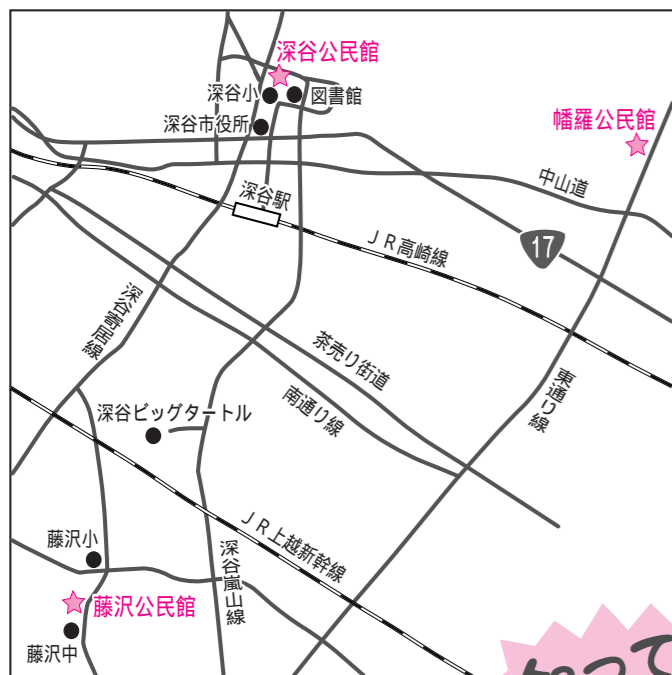 深谷公民館
深谷小
図書館
深谷市役所
幡羅公民館
中山道
深谷駅
JR高崎線
17
深谷寄居線
茶売り街道
東通り線
南通り線
深谷ビッグタートル
JR上越新幹線
藤沢小
深谷嵐山線
藤沢公民館
藤沢中
知って